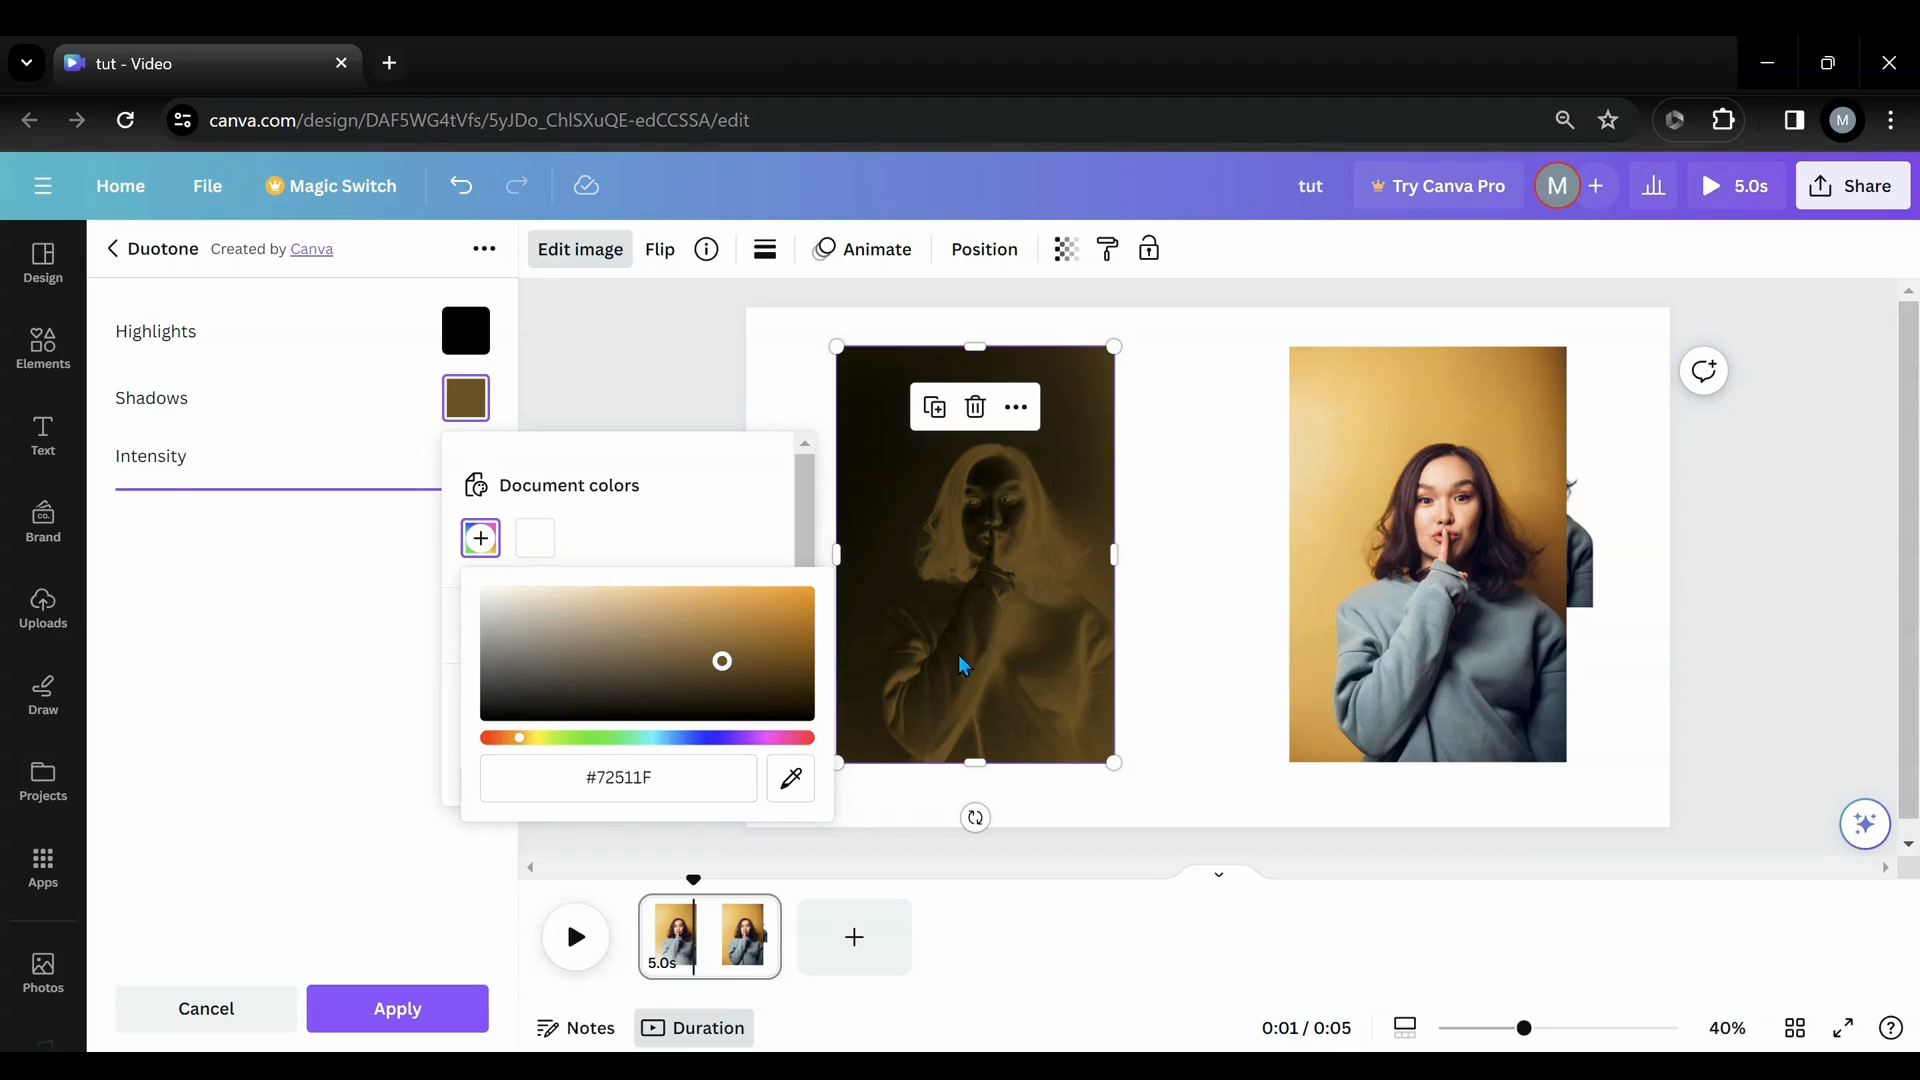 tut - Video
canva.com/design/DAF5WG4tVfs/5yJDo_ChlSXuQE-edCCSSA/edit
M
Home
File
Magic Switch
tut
Try Canva Pro
M
5.0s
Share
Design
Elements
Text
Brand
Uploads
Draw
Projects
Apps
Photos
Duotone Created by Canva
Highlights
Shadows
Intensity
Cancel
Apply
Edit image
Flip
Animate
Position
Document colors
#72511F
5.0s
Notes
Duration
0:01 / 0:05
40%